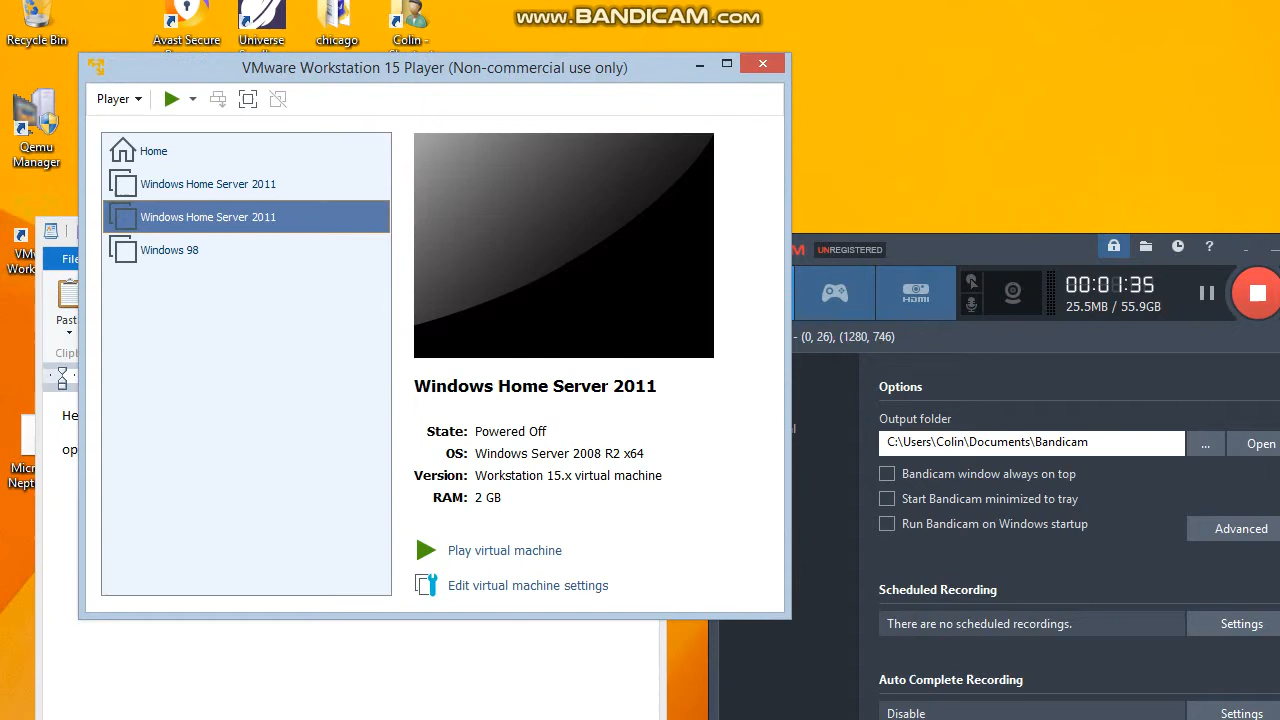 www.BANDICAM.com
Recycle Bin
Avast Secure
Universe
chicago
Colin -
Qemu
Manager
VMware Workstation 15 Player (Non-commercial use only)
Player
Home
Windows Home Server 2011
Windows Home Server 2011
Windows 98
Windows Home Server 2011
State: Powered Off
OS: Windows Server 2008 R2 x64
Version: Workstation 15.x virtual machine
RAM: 2 GB
Play virtual machine
Edit virtual machine settings
VM
Work
File
Past
Clipb
He
op
Micr
Nept
M UNREGISTERED
?
00:01:35
25.5MB / 55.9GB
HDMI
- (0, 26), (1280, 746)
Options
Output folder
C:\Users\Colin\Documents\Bandicam
...
Open
Bandicam window always on top
Start Bandicam minimized to tray
Run Bandicam on Windows startup
Advanced
Scheduled Recording
There are no scheduled recordings.
Settings
Auto Complete Recording
Disable
Settings